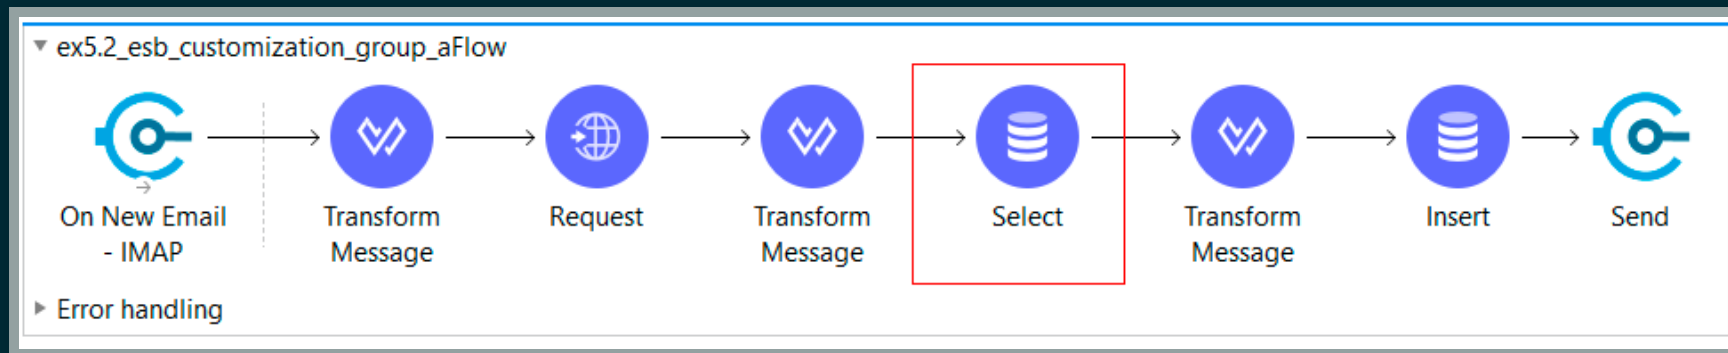 ex5.2_esb_customization_group_aFlow
On New Email
- IMAP
Transform
Message
Request
Transform
Message
Select
Transform
Message
Insert
Send
Error handling